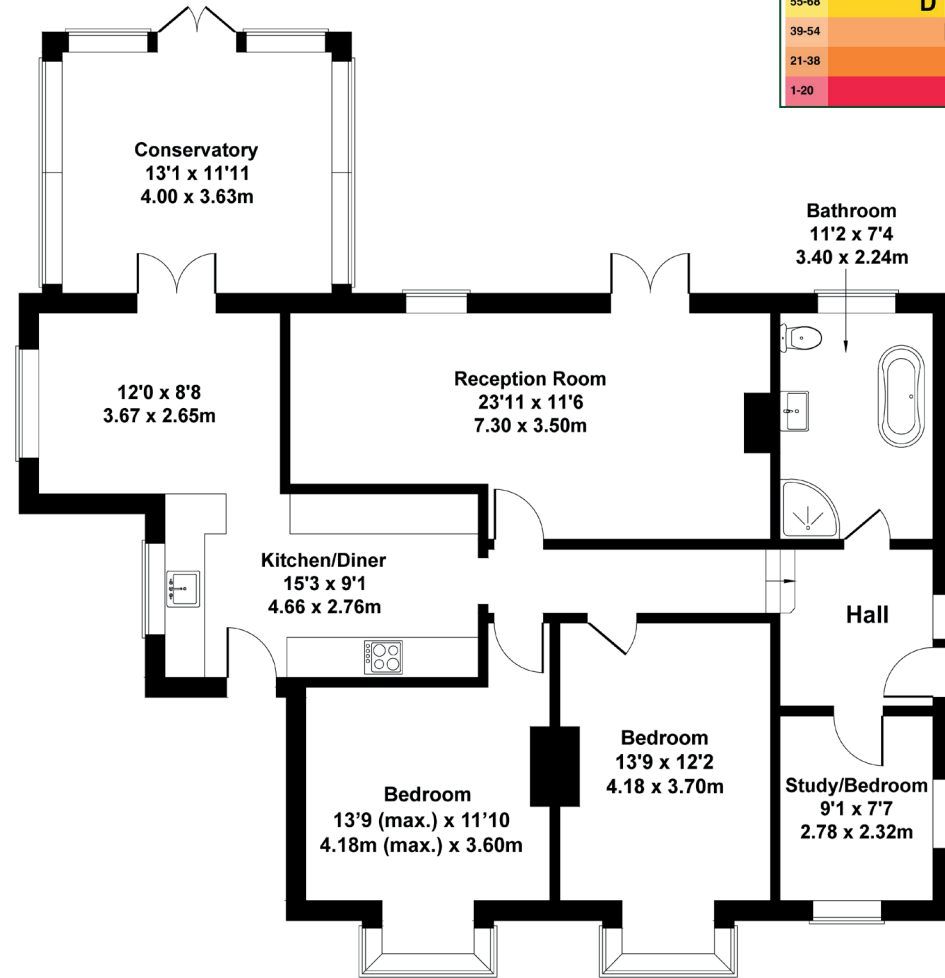 55-68
D
39-54
21-38
1-20
Conservatory
13'1 x 11'11
4.00 x 3.63m
Bathroom
11'2 x 7'4
3.40 x 2.24m
12'0 x 8'8
3.67 x 2.65m
Reception Room
23'11 x 11'6
7.30 x 3.50m
Kitchen/Diner
15'3 x 9'1
4.66 x 2.76m
Hall
Bedroom
13'9 (max.) x 11’10
4.18m (max.) x 3.60m
Bedroom
13'9 x 12'2
4.18 x 3.70m
Study/Bedroom
9'1 x 7'7
2.78 x 2.32m